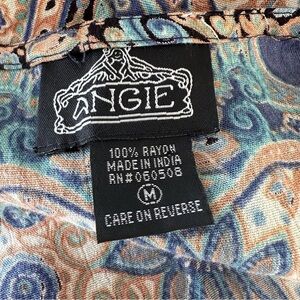 ANGIE
100% RAYON
MADE IN INDIA
RN#060508
M
CARE ON REVERSE